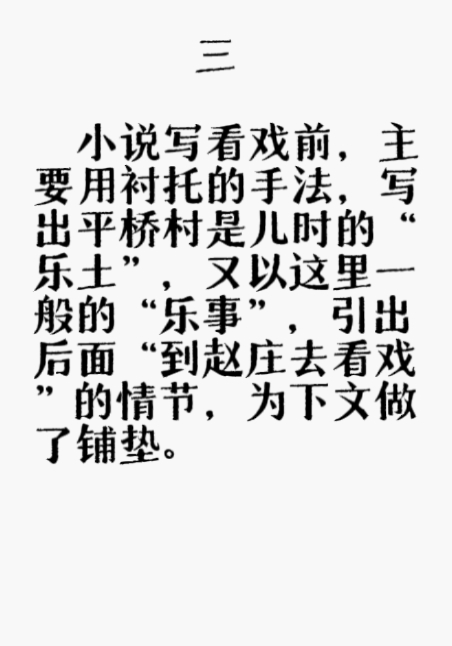 三
小说写看戏前，主
要用衬托的手法，写
出平桥村是儿时的“
乐土”，又以这里一
般的“乐事”，引出
后面“到赵庄去看戏
”的情节，为下文做
了铺垫。